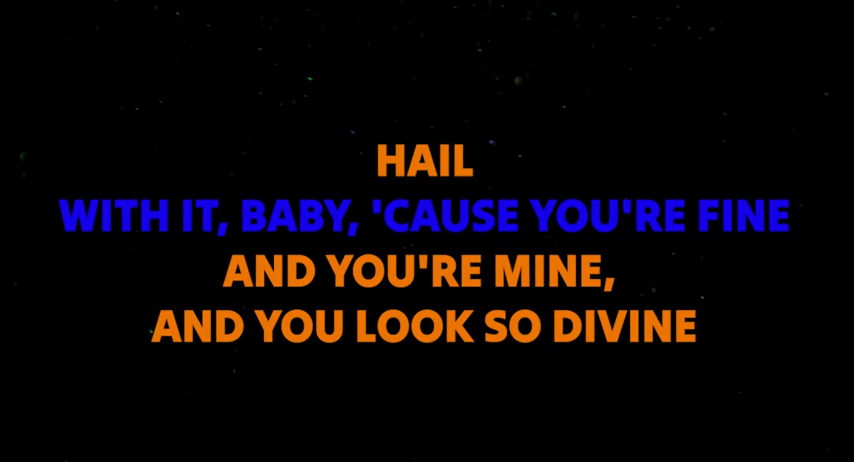 HAIL
WITH IT, BABY, 'CAUSE YOU'RE FINE
AND YOU'RE MINE,
AND YOU LOOK SO DIVINE